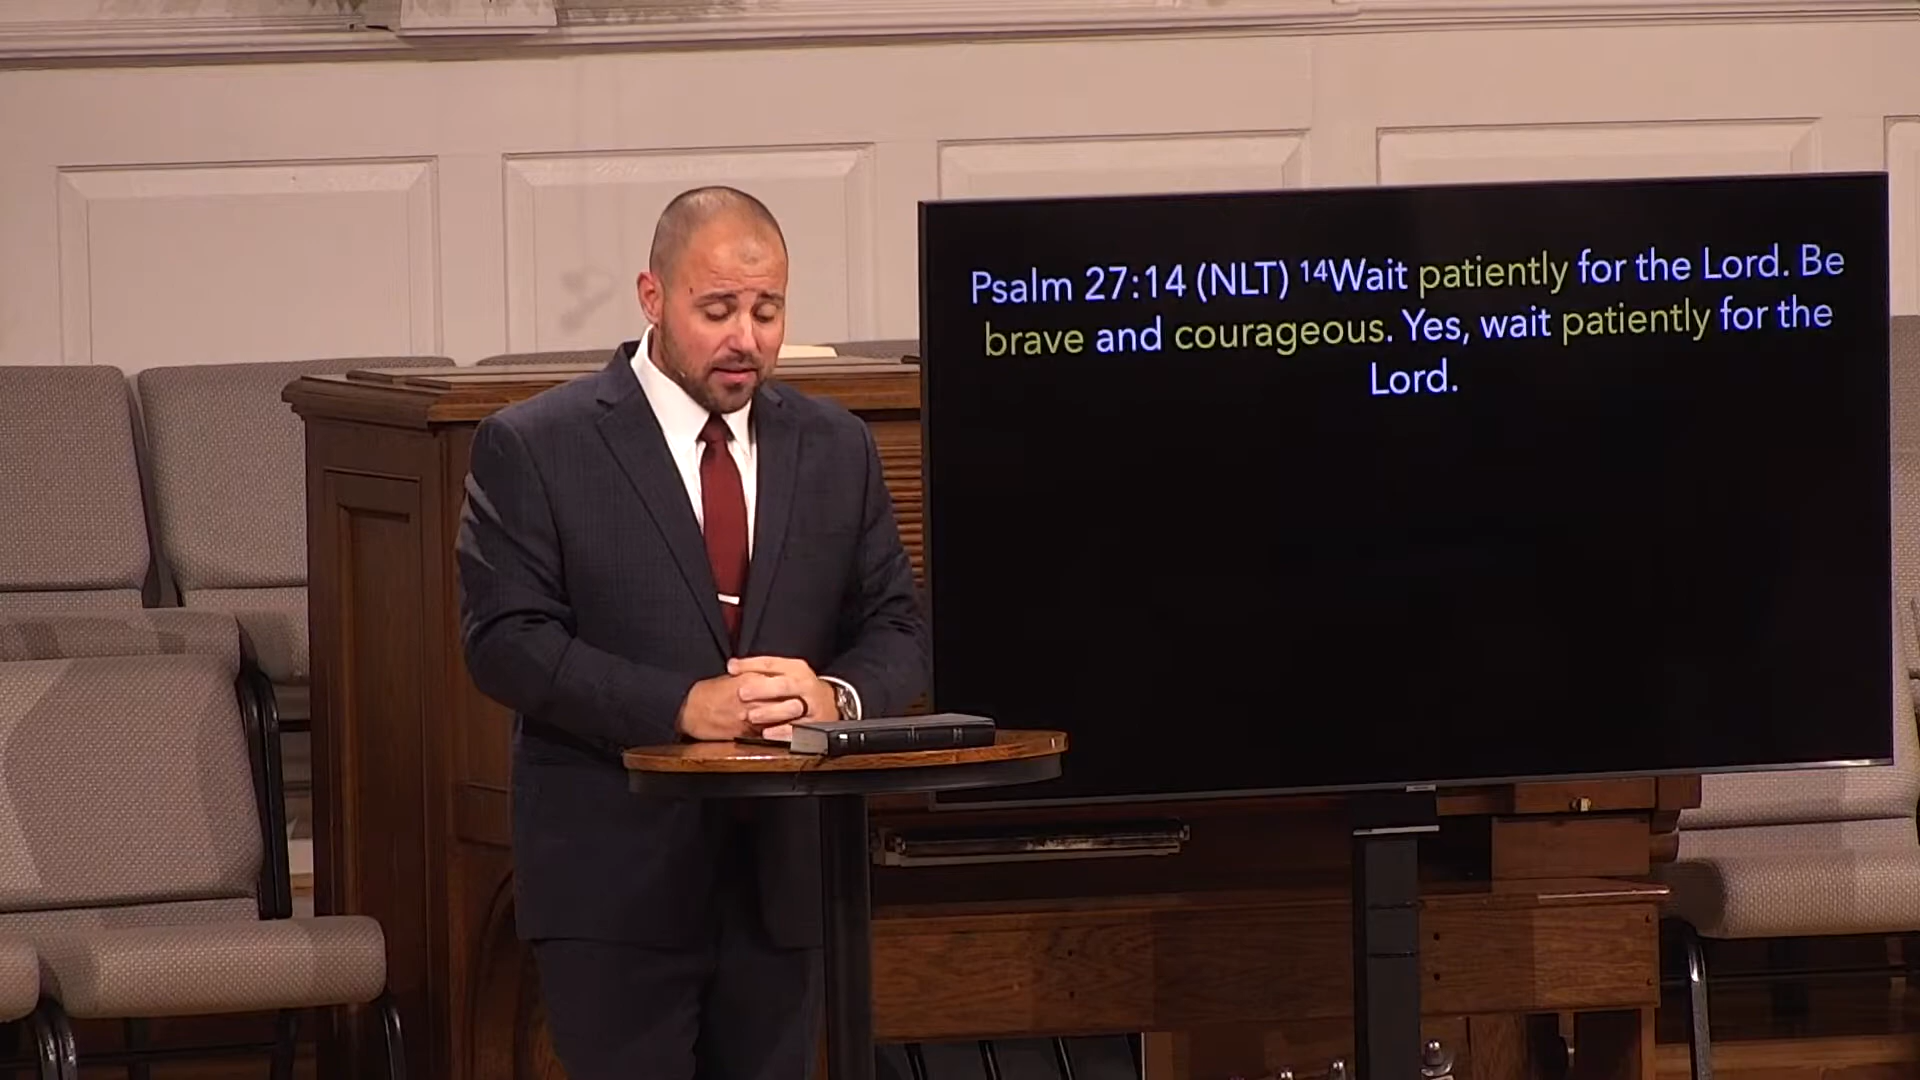 Psalm 27:14 (NLT) ¹⁴Wait patiently for the Lord. Be
brave and courageous. Yes, wait patiently for the
Lord.